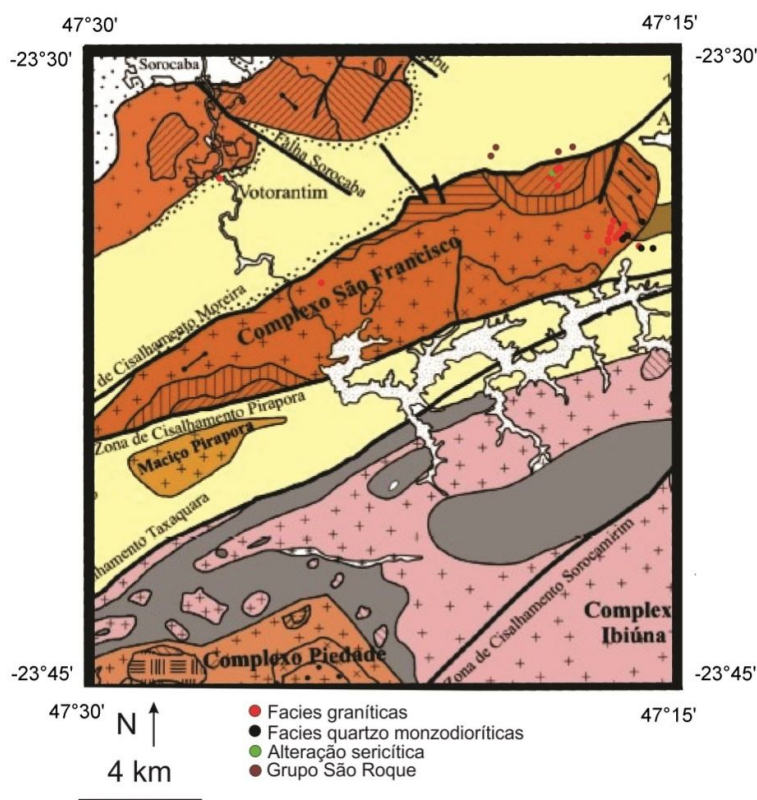 47°30'
47°15'
-23°30'
-23°30'
Sorocaba
Falha Sorocaba
Votorantim
A
Complexo São Francisco
de Cisalhamento Moreira
Zona de Cisalhamento Pirapora
Maciço Pirapora
lhamento Taxaquara
Zona de Cisalhamento Sorocamirim
Complex
Ibiúna
Complexo Piedade
-23°45'
-23°45'
47°30'
47°15'
N
4 km
Facies graníticas
Facies quartzo monzodioríticas
Alteração sericítica
Grupo São Roque